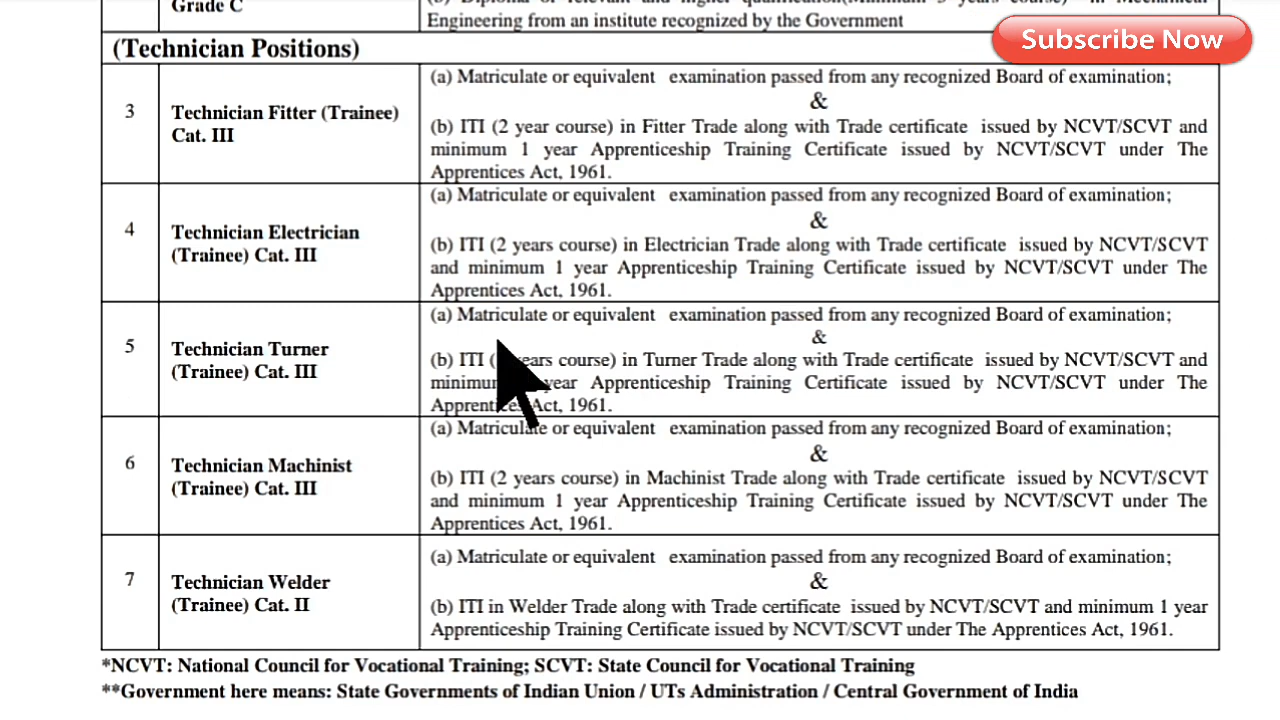 Grade C
Engineering from an institute recognized by the Government
Subscribe Now
(Technician Positions)
3
Technician Fitter (Trainee)
Cat. III
(a) Matriculate or equivalent examination passed from any recognized Board of examination;
&
(b) ITI (2 year course) in Fitter Trade along with Trade certificate issued by NCVT/SCVT and
minimum 1 year Apprenticeship Training Certificate issued by NCVT/SCVT under The
Apprentices Act, 1961.
4
Technician Electrician
(Trainee) Cat. III
(a) Matriculate or equivalent examination passed from any recognized Board of examination;
&
(b) ITI (2 years course) in Electrician Trade along with Trade certificate issued by NCVT/SCVT
and minimum 1 year Apprenticeship Training Certificate issued by NCVT/SCVT under The
Apprentices Act, 1961.
5
Technician Turner
(Trainee) Cat. III
(a) Matriculate or equivalent examination passed from any recognized Board of examination;
&
(b) ITI ( years course) in Turner Trade along with Trade certificate issued by NCVT/SCVT and
minimum year Apprenticeship Training Certificate issued by NCVT/SCVT under The
Apprentices Act, 1961.
6
Technician Machinist
(Trainee) Cat. III
(a) Matriculate or equivalent examination passed from any recognized Board of examination;
&
(b) ITI (2 years course) in Machinist Trade along with Trade certificate issued by NCVT/SCVT
and minimum 1 year Apprenticeship Training Certificate issued by NCVT/SCVT under The
Apprentices Act, 1961.
7
Technician Welder
(Trainee) Cat. II
(a) Matriculate or equivalent examination passed from any recognized Board of examination;
&
(b) ITI in Welder Trade along with Trade certificate issued by NCVT/SCVT and minimum 1 year
Apprenticeship Training Certificate issued by NCVT/SCVT under The Apprentices Act, 1961.
*NCVT: National Council for Vocational Training; SCVT: State Council for Vocational Training
**Government here means: State Governments of Indian Union / UTs Administration / Central Government of India